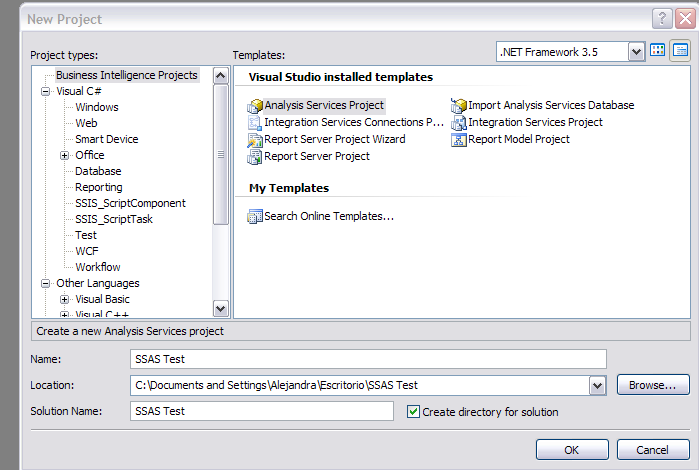 New Project
Project types:
Templates:
.NET Framework 3.5
Business Intelligence Projects
Visual C#
Windows
Web
Smart Device
Office
Database
Reporting
SSIS_ScriptComponent
SSIS_ScriptTask
Test
WCF
Workflow
Other Languages
Visual Basic
Visual C++
Visual Studio installed templates
Analysis Services Project
Import Analysis Services Database
Integration Services Connections P...
Integration Services Project
Report Server Project Wizard
Report Model Project
Report Server Project
My Templates
Search Online Templates...
Create a new Analysis Services project
Name:
SSAS Test
Location:
C:\Documents and Settings\Alejandra\Escritorio\SSAS Test
Browse...
Solution Name:
SSAS Test
Create directory for solution
OK
Cancel